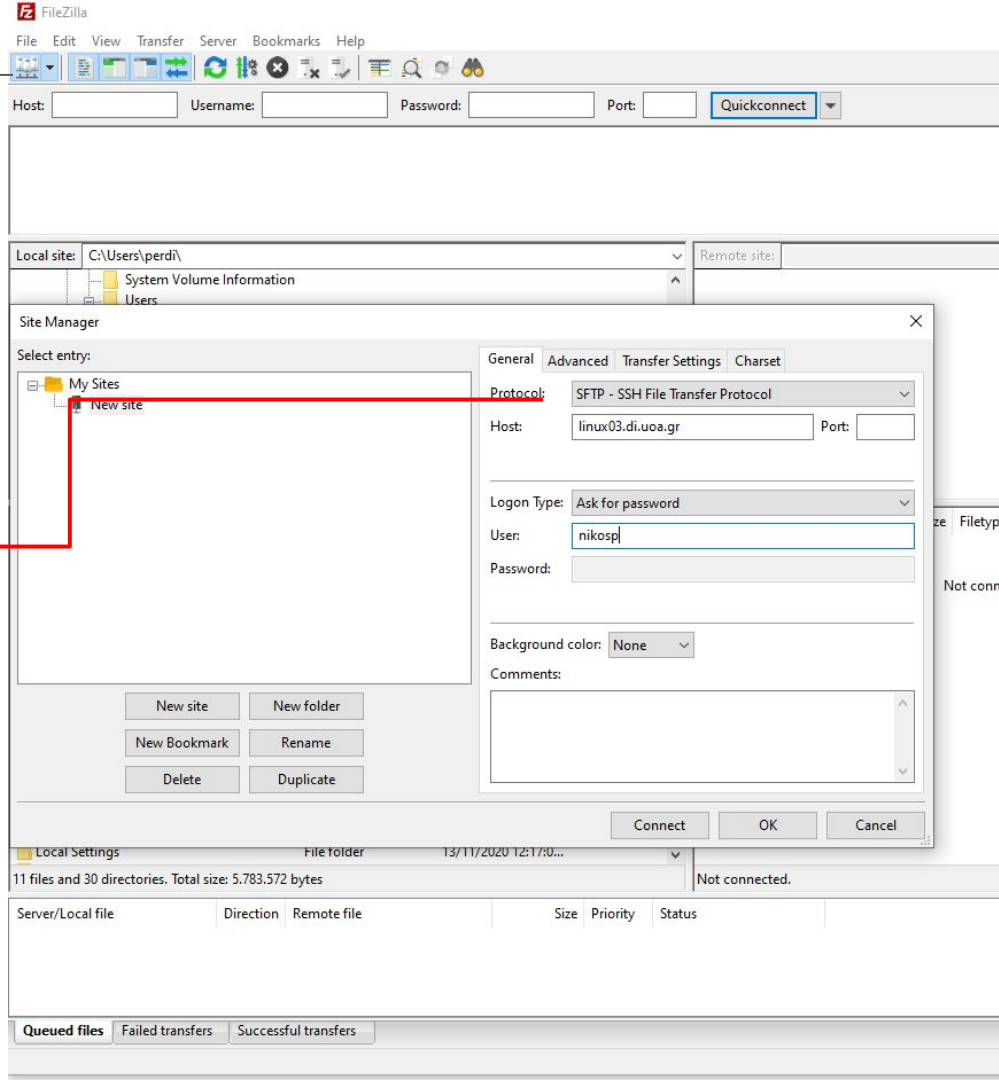 FileZilla
File Edit View Transfer Server Bookmarks Help
Host: Username: Password: Port: Quickconnect
Local site: C:\Users\perdi\ Remote site:
System Volume Information
Users
Site Manager
Select entry:
My Sites
New site
General Advanced Transfer Settings Charset
Protocol: SFTP - SSH File Transfer Protocol
Host: linux03.di.uoa.gr Port:
Logon Type: Ask for password
User: nikosp
Password:
Background color: None
Comments:
New site New folder
New Bookmark Rename
Delete Duplicate
Connect OK Cancel
ze Filetyp
Not conn
Local Settings File folder 13/11/2020 12:17:0...
11 files and 30 directories. Total size: 5.783.572 bytes Not connected.
Server/Local file Direction Remote file Size Priority Status
Queued files Failed transfers Successful transfers